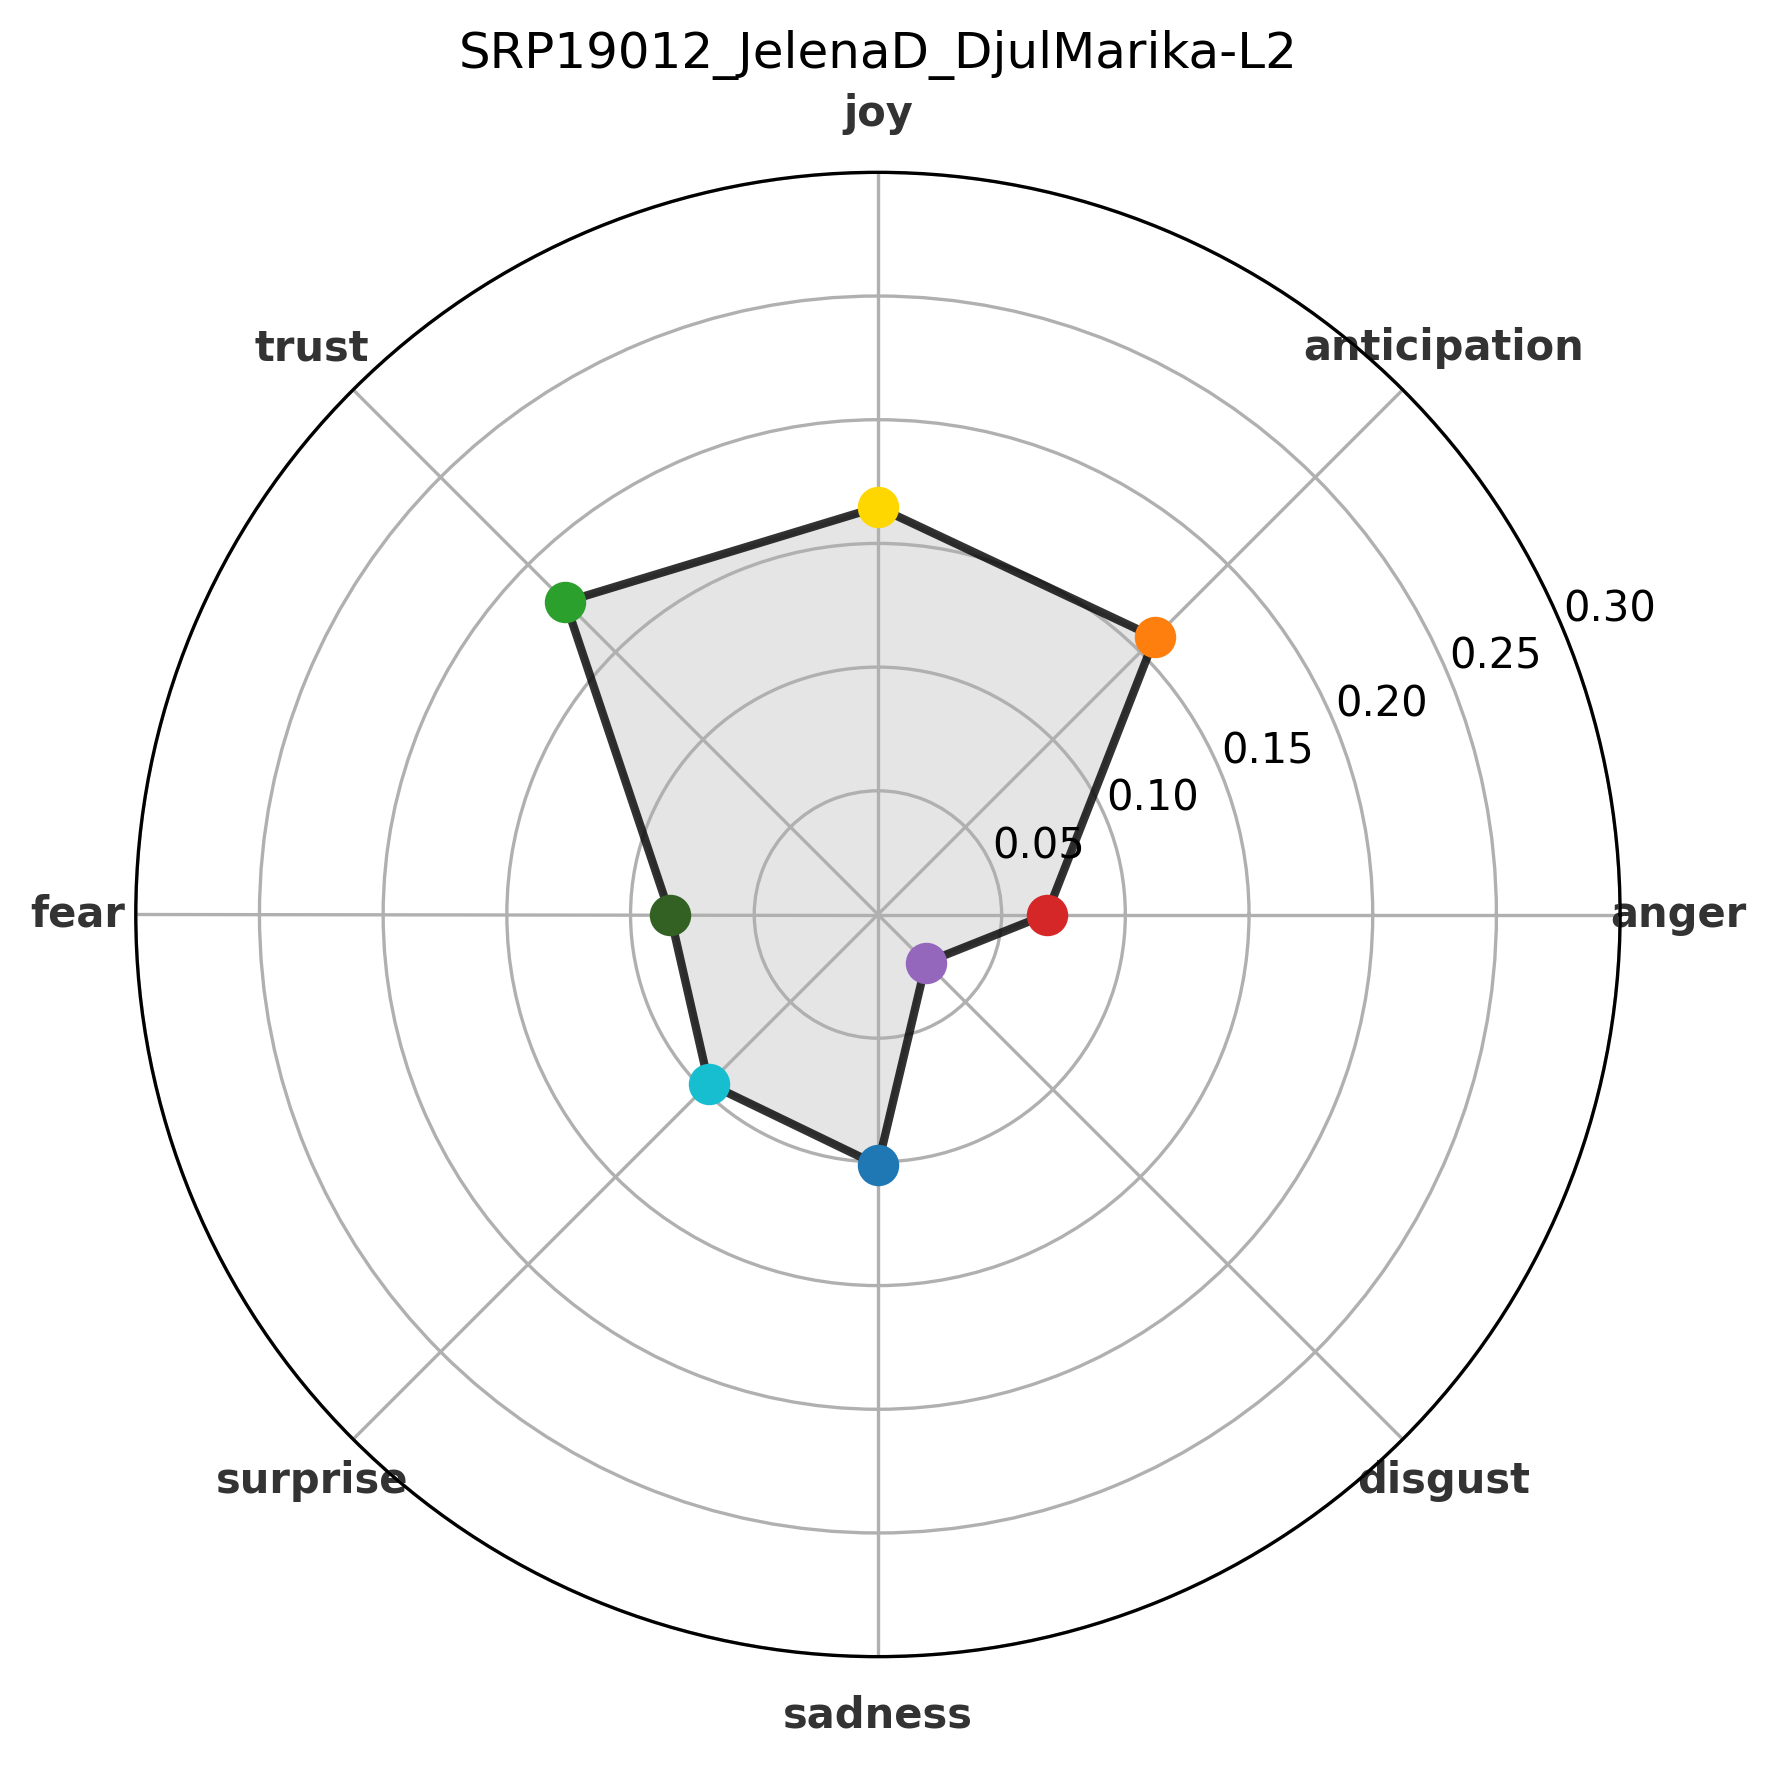 SRP19012_JelenaD_DjulMarika-L2
joy
trust
anticipation
0.30
0.25
0.20
0.15
0.10
0.05
fear
anger
surprise
disgust
sadness